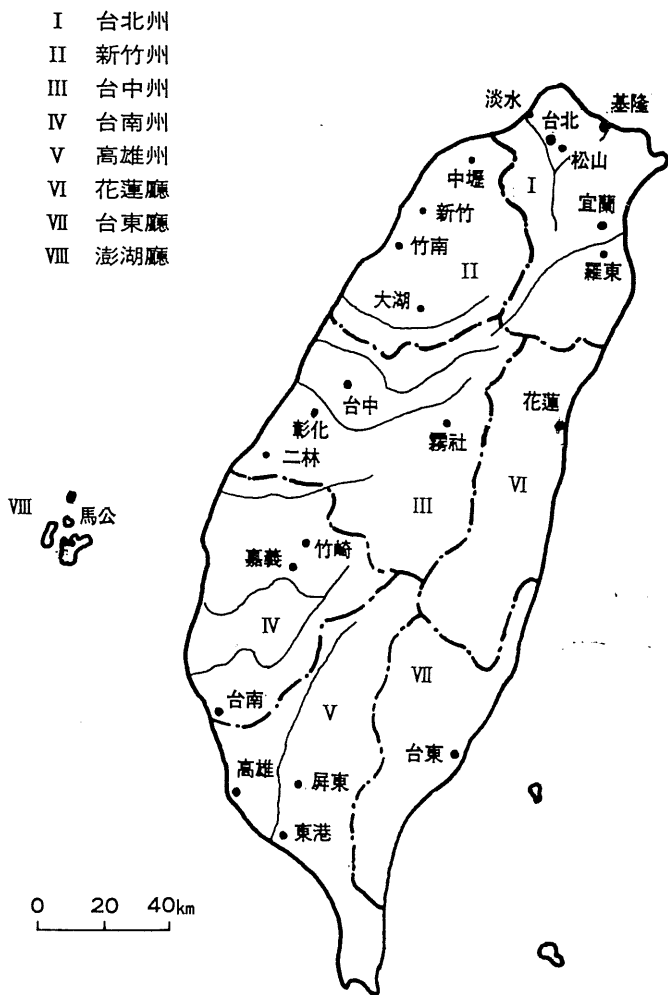 I 台北州
II 新竹州
III 台中州
IV 台南州
V 高雄州
VI 花蓮廳
VII 台東廳
VIII 澎湖廳
淡水
基隆
台北
松山
中壢
I
新竹
宜蘭
竹南
II
羅東
大湖
台中
花蓮
彰化
霧社
二林
VI
VIII
馬公
III
竹崎
嘉義
IV
VII
台南
V
台東
高雄
屏東
東港
0 20 40km